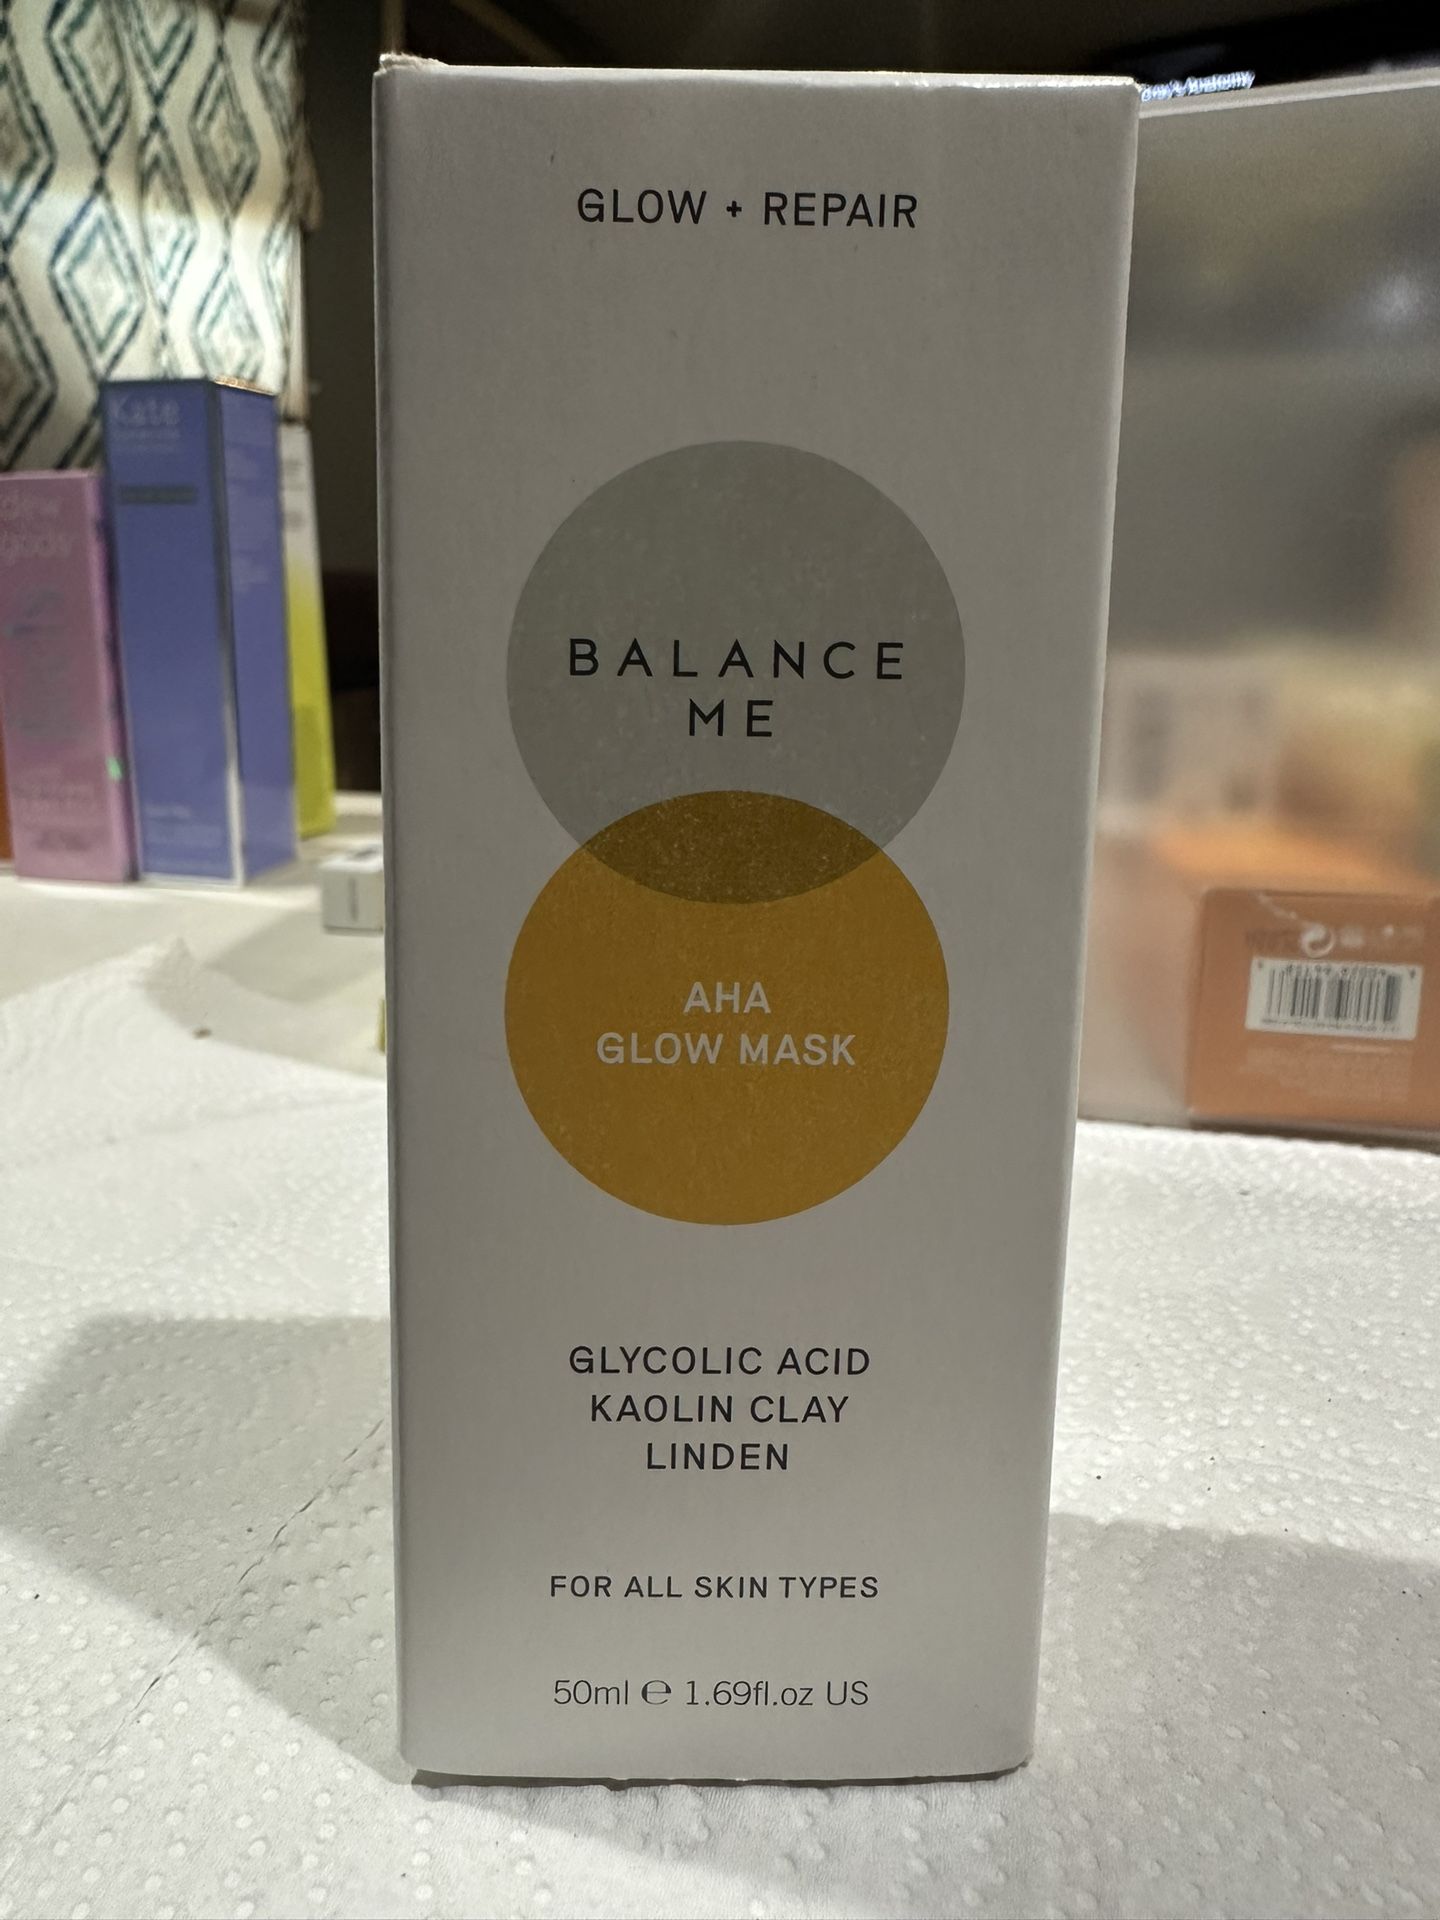 GLOW + REPAIR
BALANCE
ME
AHA
GLOW MASK
GLYCOLIC ACID
KAOLIN CLAY
LINDEN
FOR ALL SKIN TYPES
50ml ℮ 1.69fl.oz US
Kate